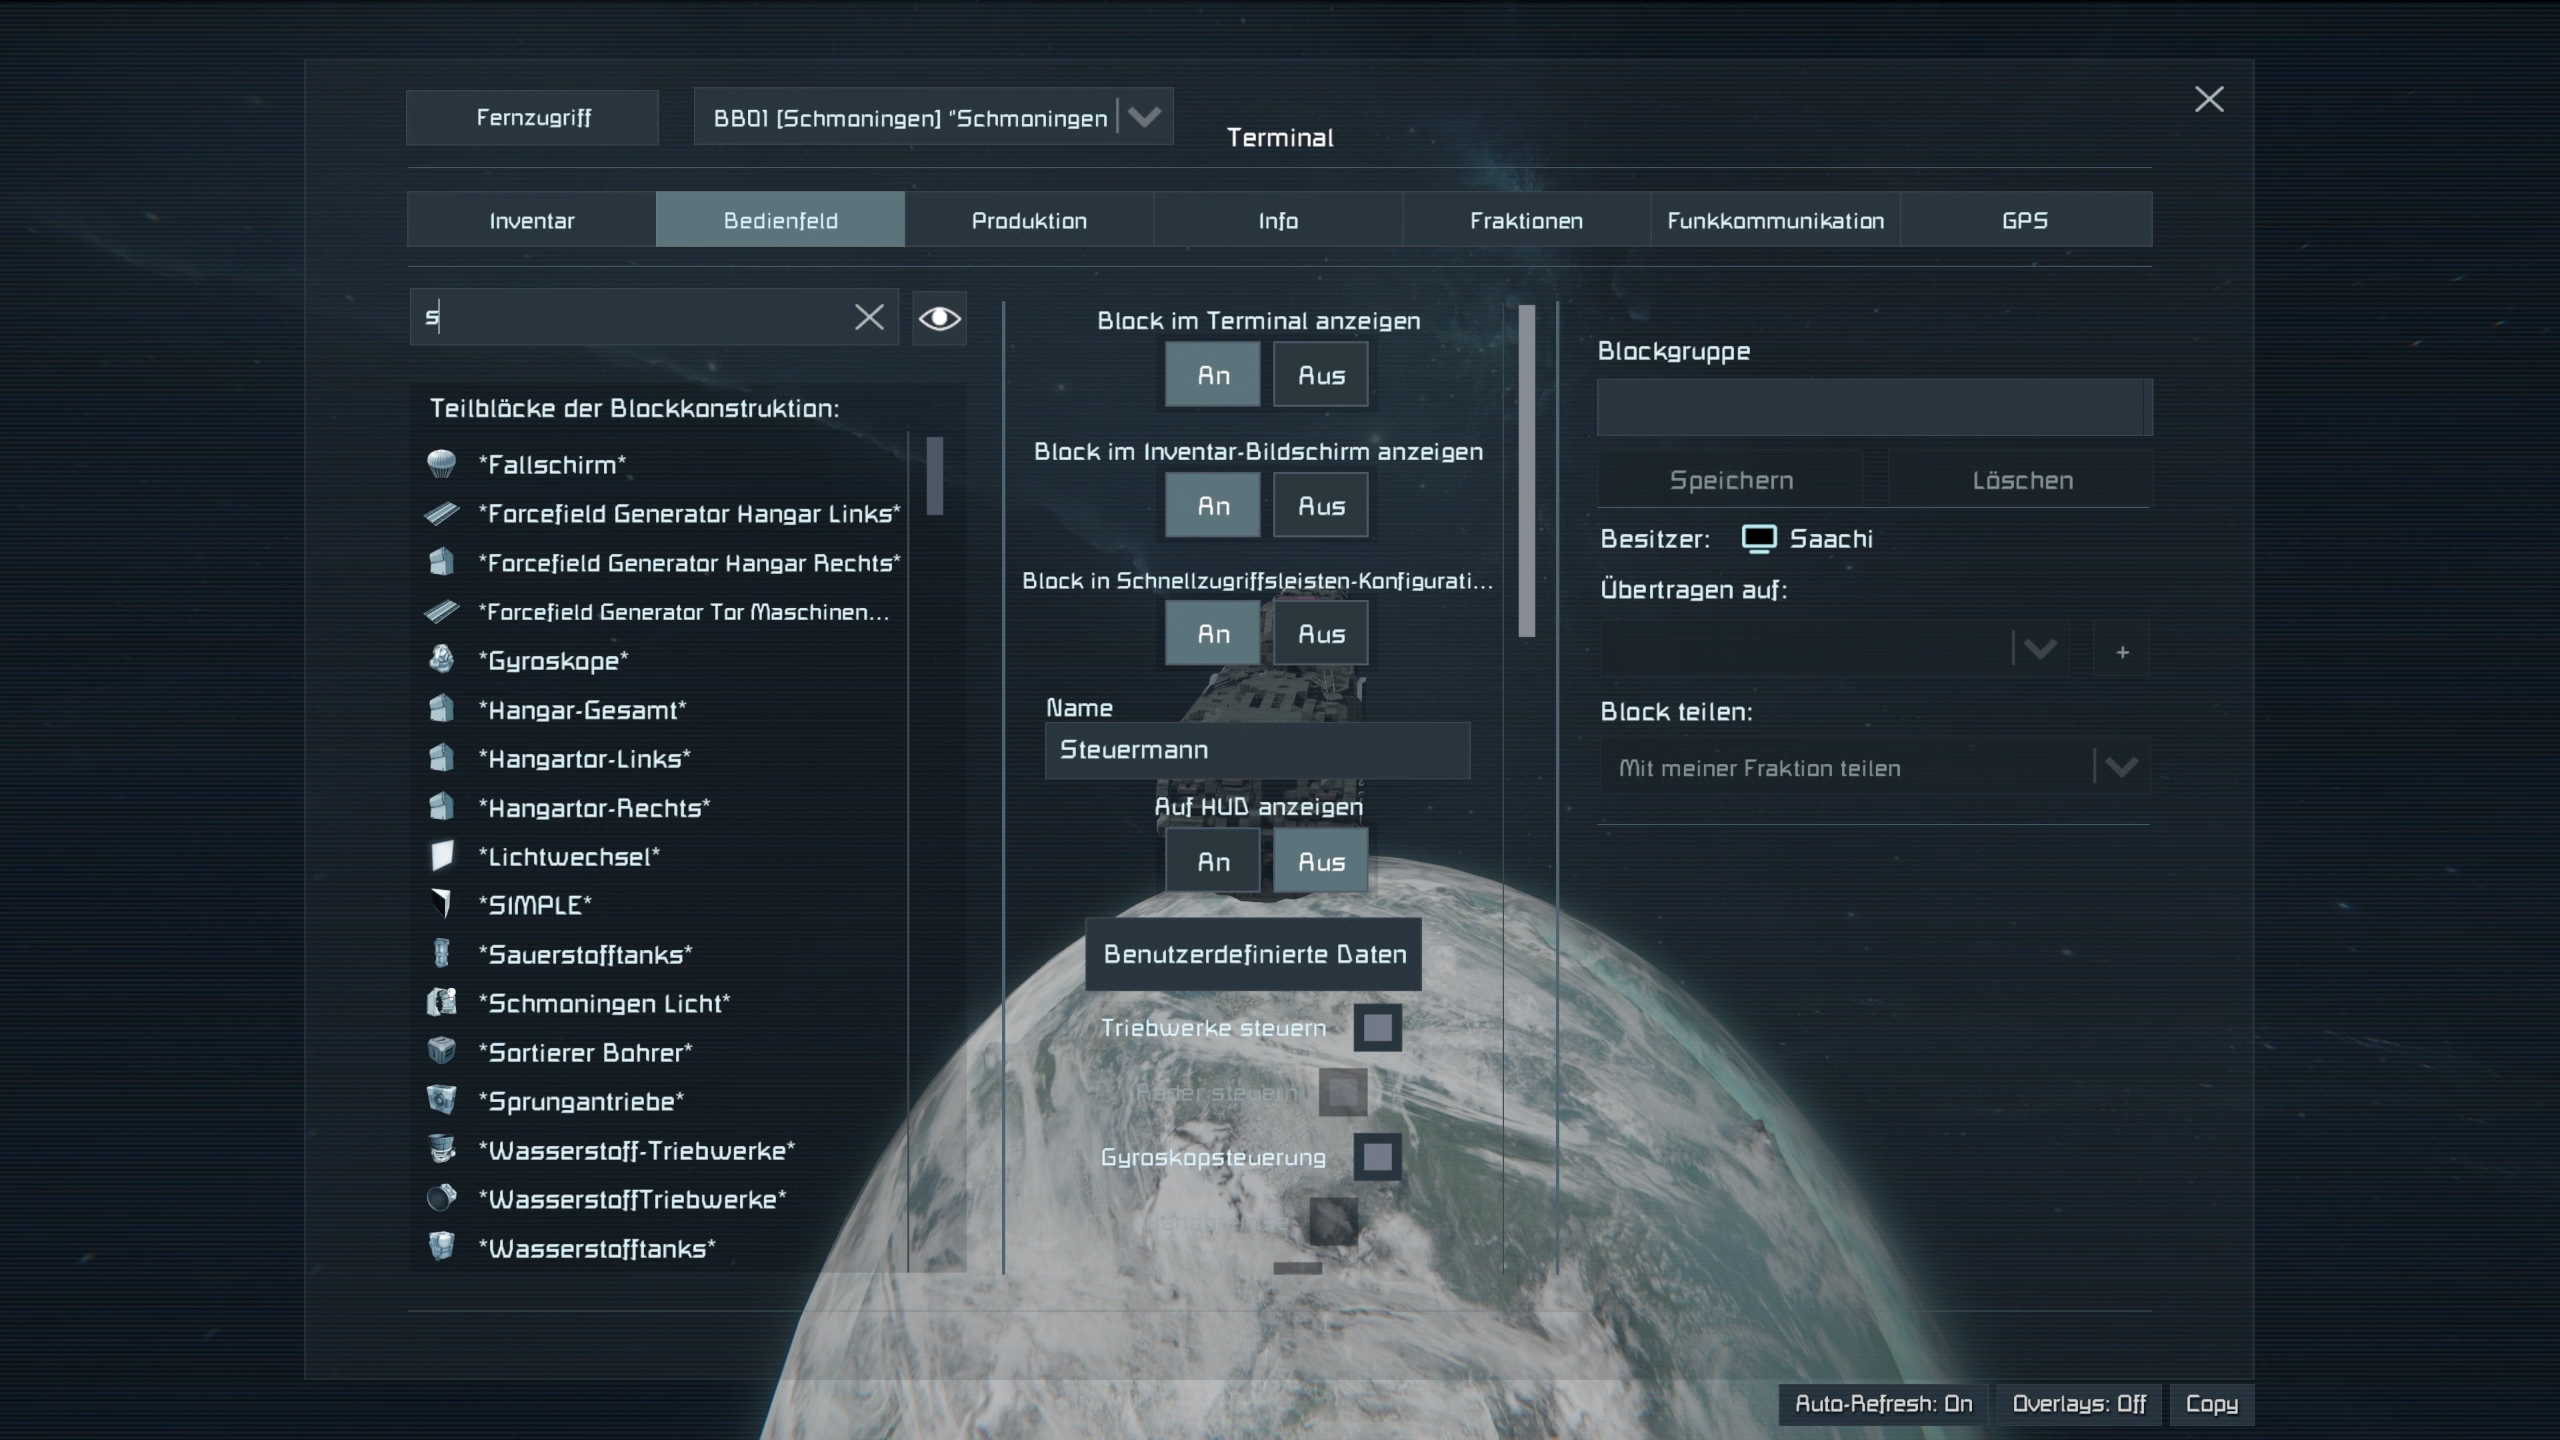 Fernzugriff
BB01 [Schmoningen] "Schmoningen
Terminal
Inventar
Bedienfeld
Produktion
Info
Fraktionen
Funkkommunikation
GPS
s
Teilblöcke der Blockkonstruktion:
*Fallschirm*
*Forcefield Generator Hangar Links*
*Forcefield Generator Hangar Rechts*
*Forcefield Generator Tor Maschinen...
*Gyroskope*
*Hangar-Gesamt*
*Hangartor-Links*
*Hangartor-Rechts*
*Lichtwechsel*
*SIMPLE*
*Sauerstofftanks*
*Schmoningen Licht*
*Sortierer Bohrer*
*Sprungantriebe*
*Wasserstoff-Triebwerke*
*WasserstoffTriebwerke*
*Wasserstofftanks*
Block im Terminal anzeigen
An Aus
Block im Inventar-Bildschirm anzeigen
An Aus
Block in Schnellzugriffsleisten-Konfigurati...
An Aus
Name
Steuermann
Auf HUD anzeigen
An Aus
Benutzerdefinierte Daten
Triebwerke steuern
Räder steuern
Gyroskopsteuerung
Blockgruppe
Speichern Löschen
Besitzer: Saachi
Übertragen auf:
+
Block teilen:
Mit meiner Fraktion teilen
Auto-Refresh: On
Overlays: Off
Copy